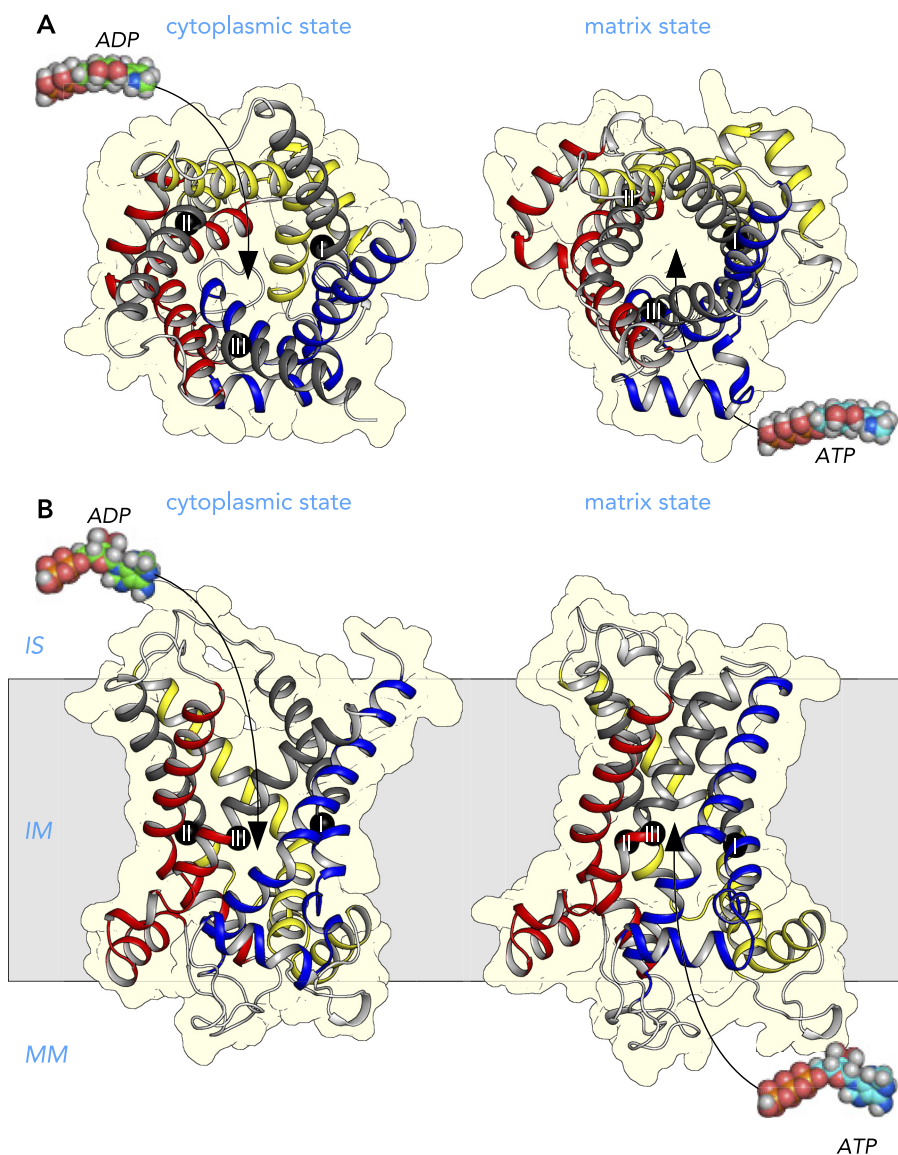 A cytoplasmic state matrix state
ADP
II
I
III
II
I
III
ATP
B cytoplasmic state matrix state
ADP
IS
IM
II
III
I
II
III
I
MM
ATP